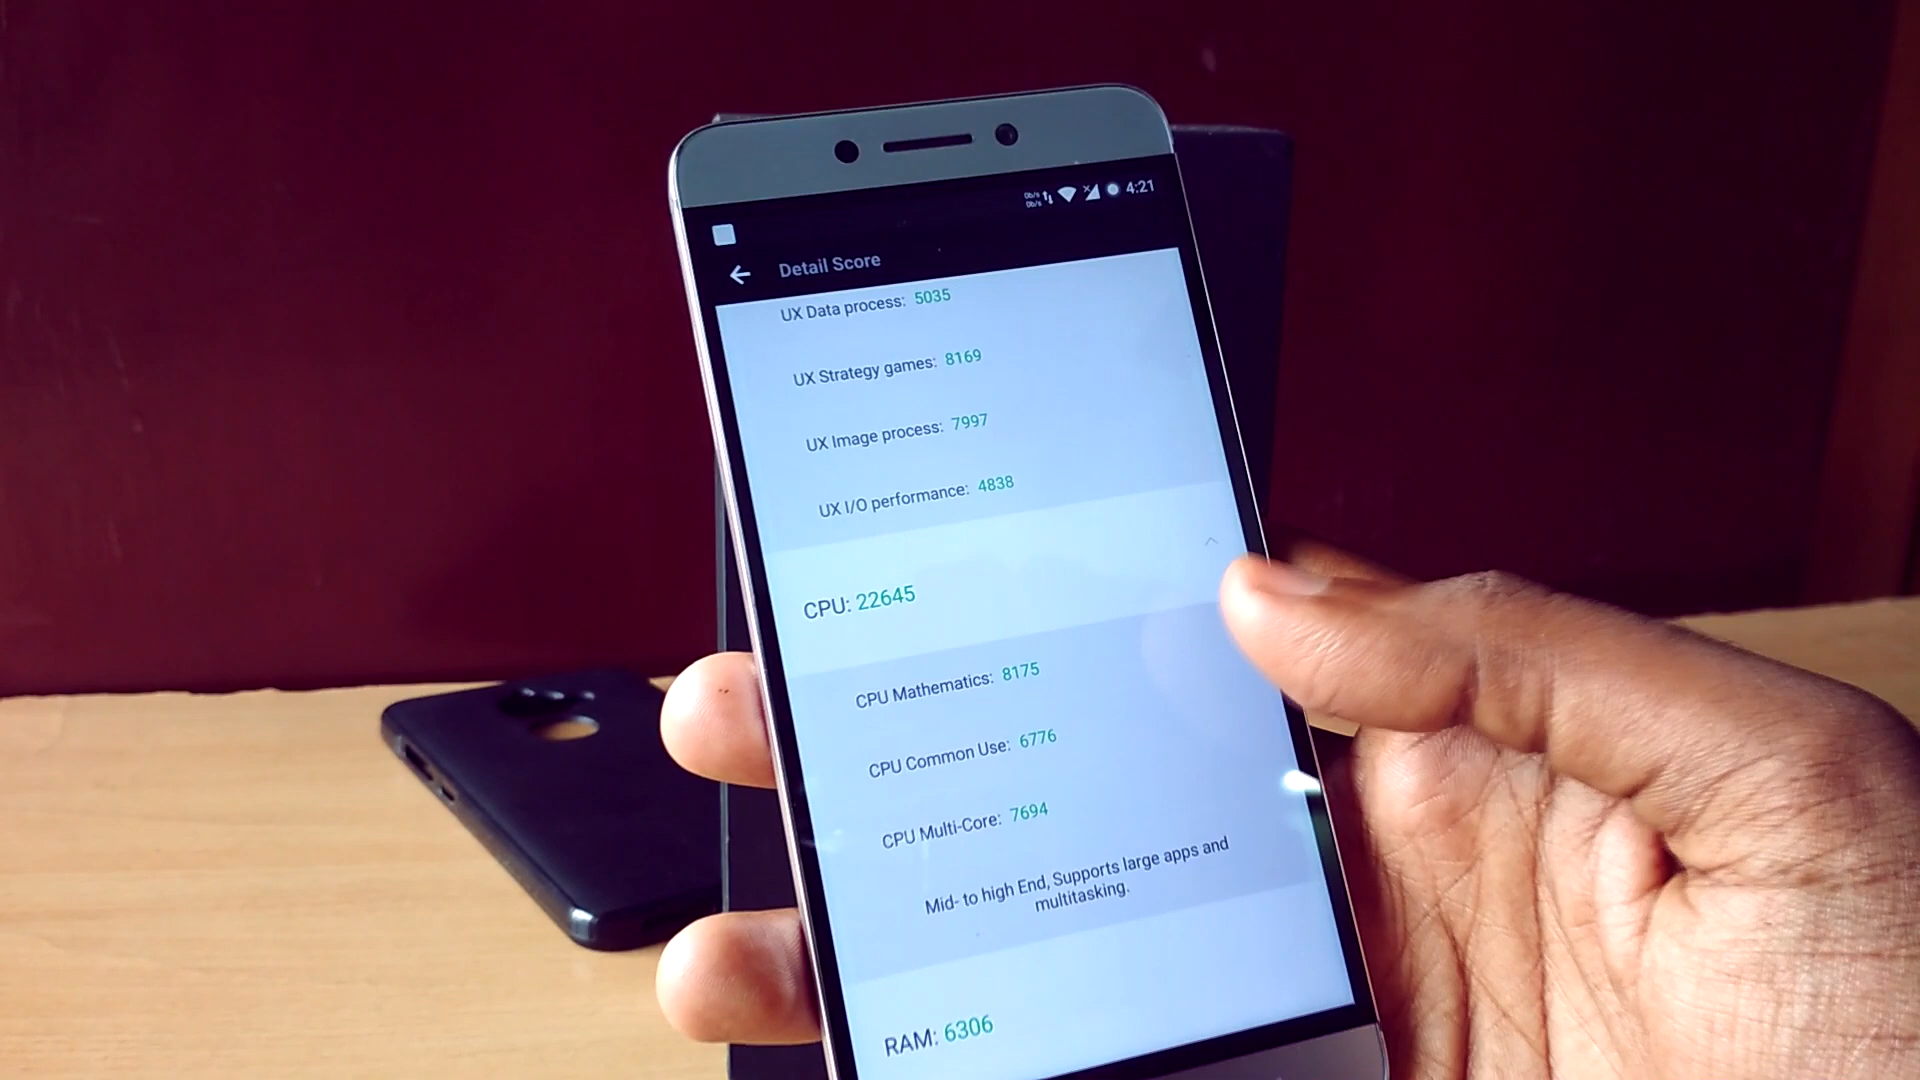 0b/s
0b/s
4:21
Detail Score
UX Data process: 5035
UX Strategy games: 8169
UX Image process: 7997
UX I/O performance: 4838
CPU: 22645
CPU Mathematics: 8175
CPU Common Use: 6776
CPU Multi-Core: 7694
Mid- to high End, Supports large apps and
multitasking.
RAM: 6306